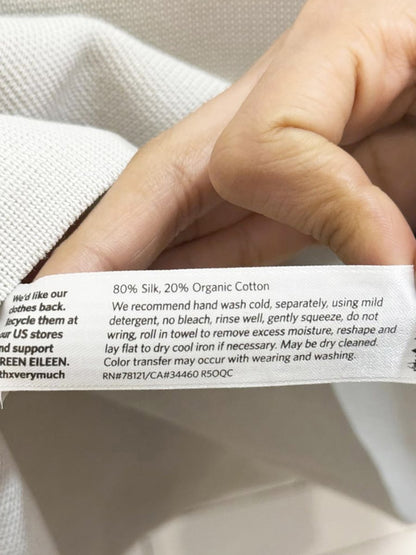 We'd like our
clothes back.
Recycle them at
our US stores
and support
GREEN EILEEN.
#thxverymuch
80% Silk, 20% Organic Cotton
We recommend hand wash cold, separately, using mild
detergent, no bleach, rinse well, gently squeeze, do not
wring, roll in towel to remove excess moisture, reshape and
lay flat to dry cool iron if necessary. May be dry cleaned.
Color transfer may occur with wearing and washing.
RN#78121/CA#34460 R5OQC